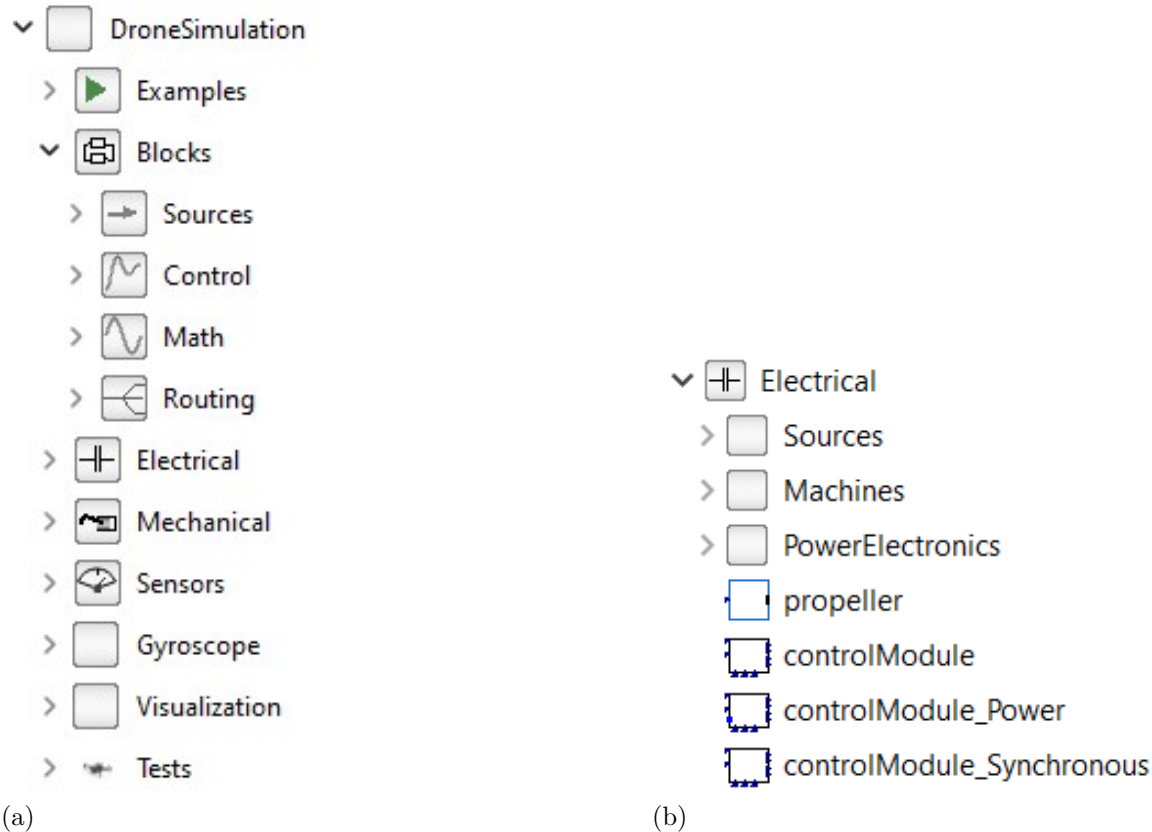 DroneSimulation
Examples
Blocks
Sources
Control
Math
Routing
Electrical
Mechanical
Sensors
Gyroscope
Visualization
Tests
(a)
Electrical
Sources
Machines
PowerElectronics
propeller
controlModule
controlModule_Power
controlModule_Synchronous
(b)